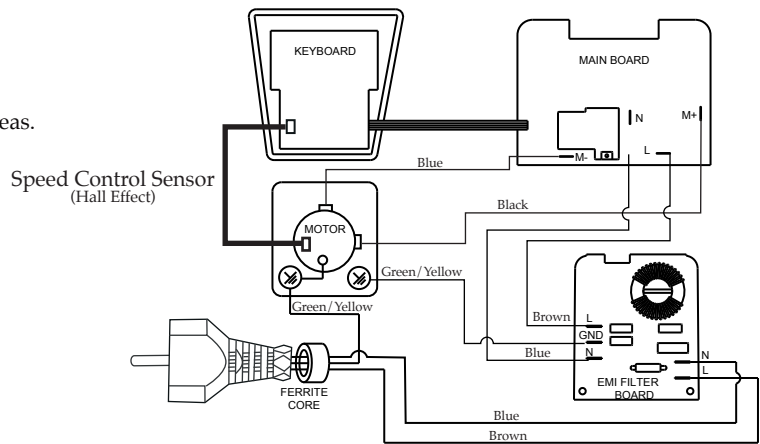 KEYBOARD
MAIN BOARD
eas.
N
M+
L
M-
Blue
Speed Control Sensor
(Hall Effect)
Black
MOTOR
Green/Yellow
Green/Yellow
Brown
L
GND
Blue
N
N
L
EMI FILTER
BOARD
FERRITE
CORE
Blue
Brown